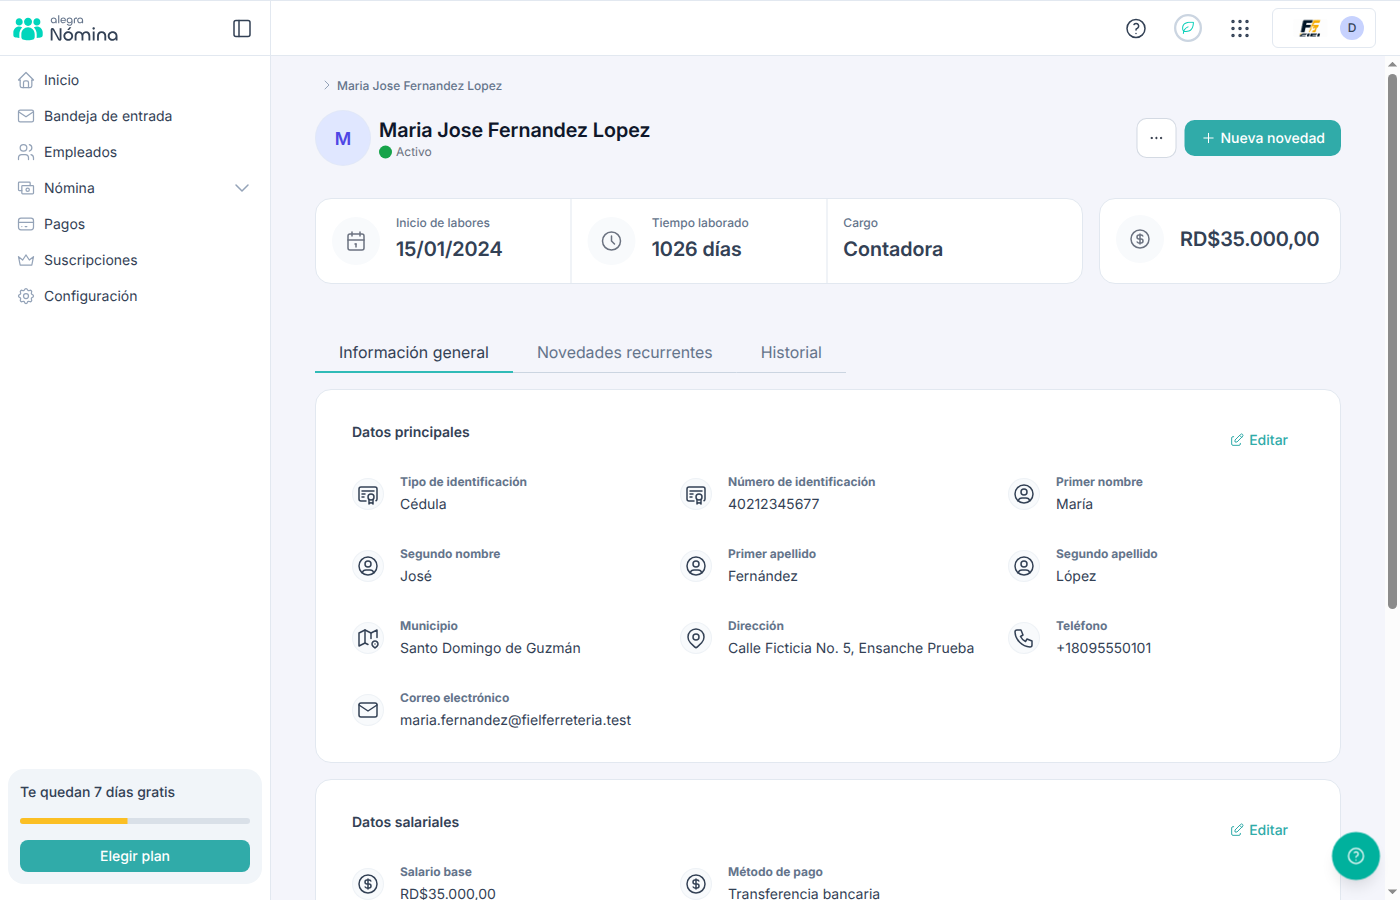 alegra
Nómina
D
Inicio
Bandeja de entrada
Empleados
Nómina
Pagos
Suscripciones
Configuración
Te quedan 7 días gratis
Elegir plan
Maria Jose Fernandez Lopez
M
Maria Jose Fernandez Lopez
Activo
Nueva novedad
Inicio de labores
15/01/2024
Tiempo laborado
1026 días
Cargo
Contadora
RD$35.000,00
Información general
Novedades recurrentes
Historial
Datos principales
Editar
Tipo de identificación
Cédula
Número de identificación
40212345677
Primer nombre
María
Segundo nombre
José
Primer apellido
Fernández
Segundo apellido
López
Municipio
Santo Domingo de Guzmán
Dirección
Calle Ficticia No. 5, Ensanche Prueba
Teléfono
+18095550101
Correo electrónico
maria.fernandez@fielferreteria.test
Datos salariales
Editar
Salario base
RD$35.000,00
Método de pago
Transferencia bancaria